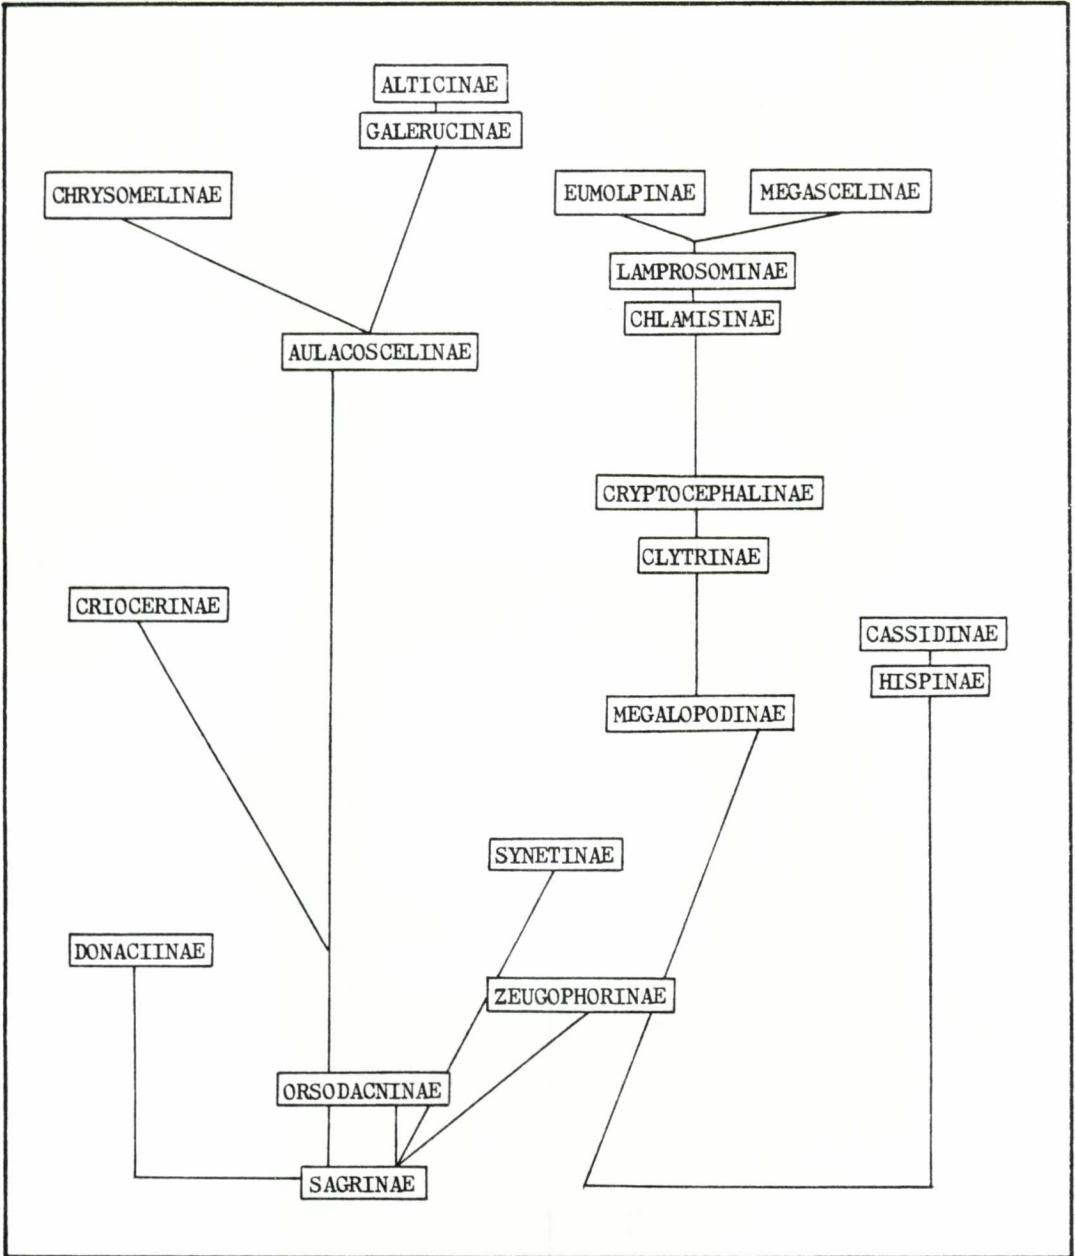 ALTICINAE
GALERUCINAE
CHRYSOMELINAE
EUMOLPINAE
MEGASCELINAE
LAMPROSOMINAE
CHLAMISINAE
AULACOSCELINAE
CRYPTOCEPHALINAE
CLYTRINAE
CRIOCERINAE
CASSIDINAE
HISPINAE
MEGALOPODINAE
SYNETINAE
DONACIINAE
ZEUGOPHORINAE
ORSODACNINAE
SAGRINAE